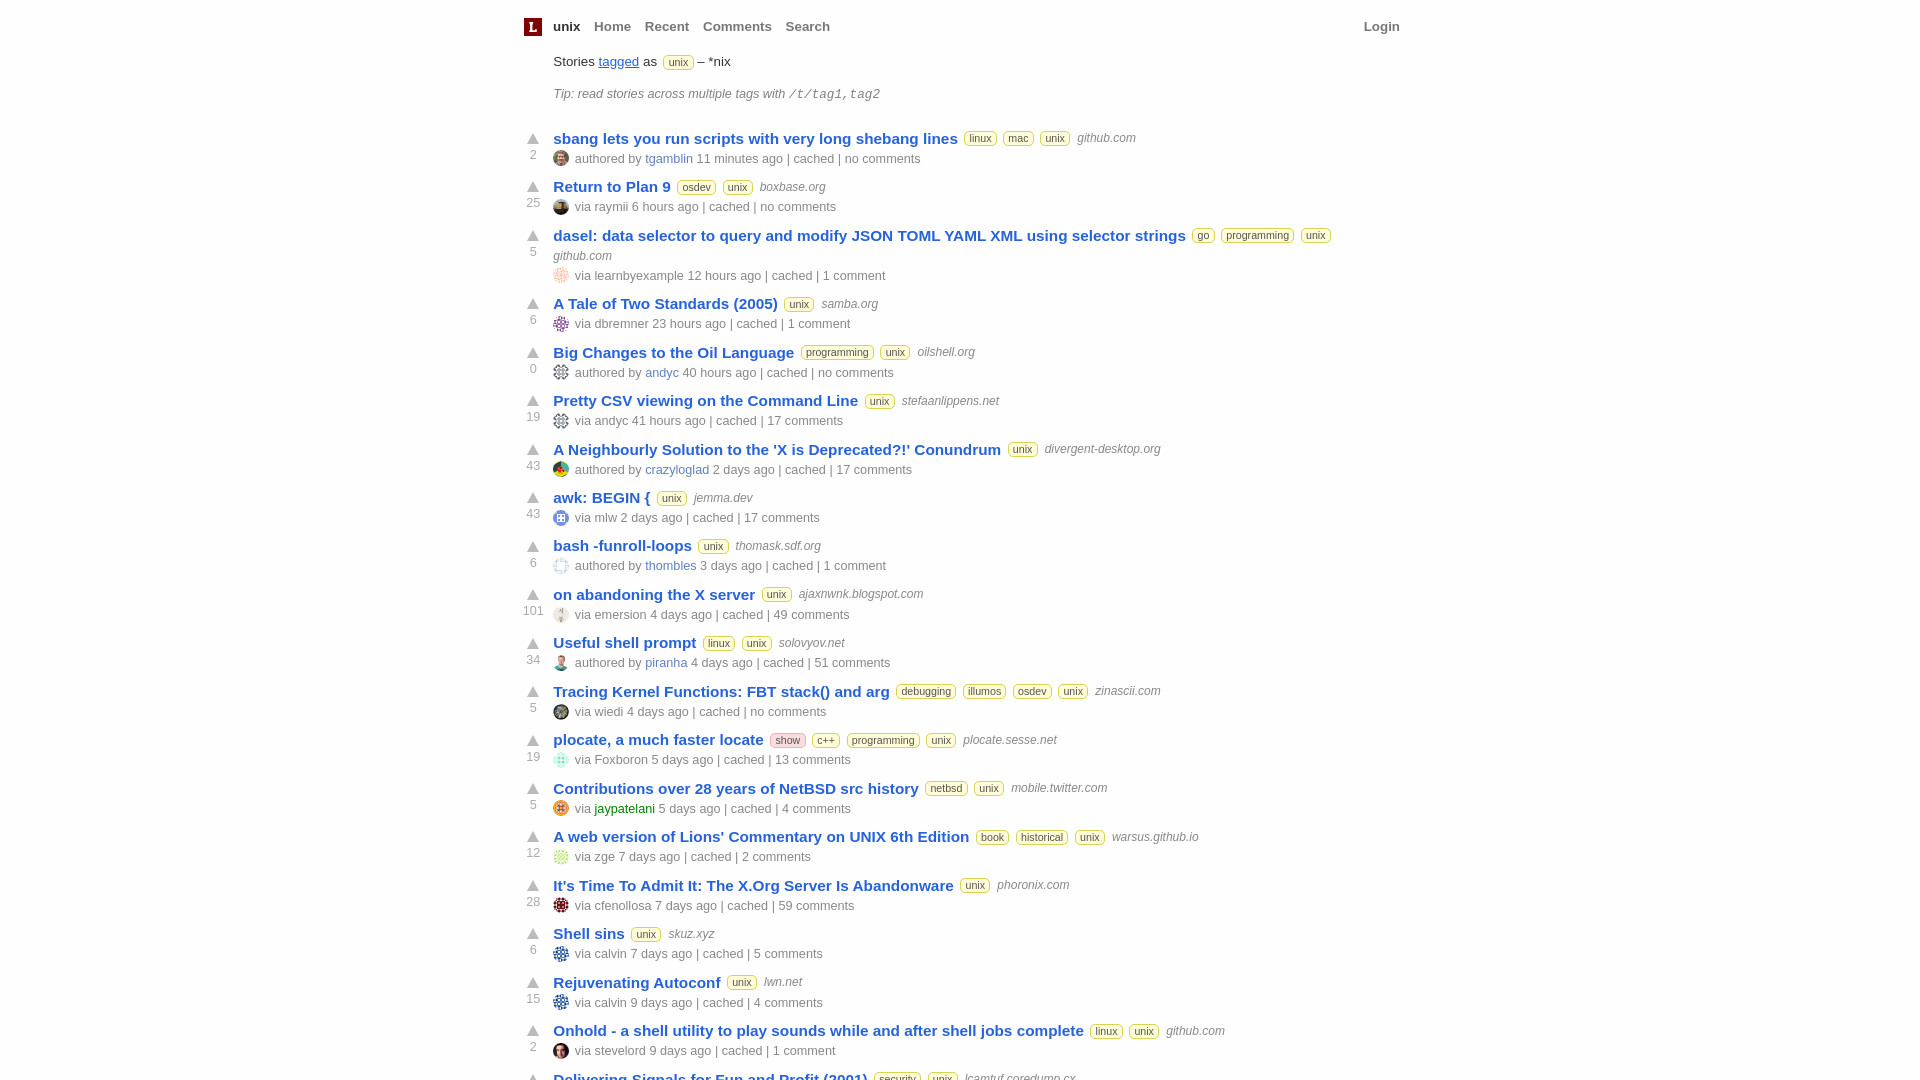 L unix Home Recent Comments Search Login
Stories tagged as unix – *nix
Tip: read stories across multiple tags with /t/tag1,tag2
sbang lets you run scripts with very long shebang lines linux mac unix github.com
2 authored by tgamblin 11 minutes ago | cached | no comments
Return to Plan 9 osdev unix boxbase.org
25 via raymii 6 hours ago | cached | no comments
dasel: data selector to query and modify JSON TOML YAML XML using selector strings go programming unix
5 github.com
via learnbyexample 12 hours ago | cached | 1 comment
A Tale of Two Standards (2005) unix samba.org
6 via dbremner 23 hours ago | cached | 1 comment
Big Changes to the Oil Language programming unix oilshell.org
0 authored by andyc 40 hours ago | cached | no comments
Pretty CSV viewing on the Command Line unix stefaanlippens.net
19 via andyc 41 hours ago | cached | 17 comments
A Neighbourly Solution to the 'X is Deprecated?!' Conundrum unix divergent-desktop.org
43 authored by crazyloglad 2 days ago | cached | 17 comments
awk: BEGIN { unix jemma.dev
43 via mlw 2 days ago | cached | 17 comments
bash -funroll-loops unix thomask.sdf.org
6 authored by thombles 3 days ago | cached | 1 comment
on abandoning the X server unix ajaxnwnk.blogspot.com
101 via emersion 4 days ago | cached | 49 comments
Useful shell prompt linux unix solovyov.net
34 authored by piranha 4 days ago | cached | 51 comments
Tracing Kernel Functions: FBT stack() and arg debugging illumos osdev unix zinascii.com
5 via wiedi 4 days ago | cached | no comments
plocate, a much faster locate show c++ programming unix plocate.sesse.net
19 via Foxboron 5 days ago | cached | 13 comments
Contributions over 28 years of NetBSD src history netbsd unix mobile.twitter.com
5 via jaypatelani 5 days ago | cached | 4 comments
A web version of Lions' Commentary on UNIX 6th Edition book historical unix warsus.github.io
12 via zge 7 days ago | cached | 2 comments
It's Time To Admit It: The X.Org Server Is Abandonware unix phoronix.com
28 via cfenollosa 7 days ago | cached | 59 comments
Shell sins unix skuz.xyz
6 via calvin 7 days ago | cached | 5 comments
Rejuvenating Autoconf unix lwn.net
15 via calvin 9 days ago | cached | 4 comments
Onhold - a shell utility to play sounds while and after shell jobs complete linux unix github.com
2 via stevelord 9 days ago | cached | 1 comment
Delivering Signals for Fun and Profit (2001) security unix lcamtuf.coredump.cx